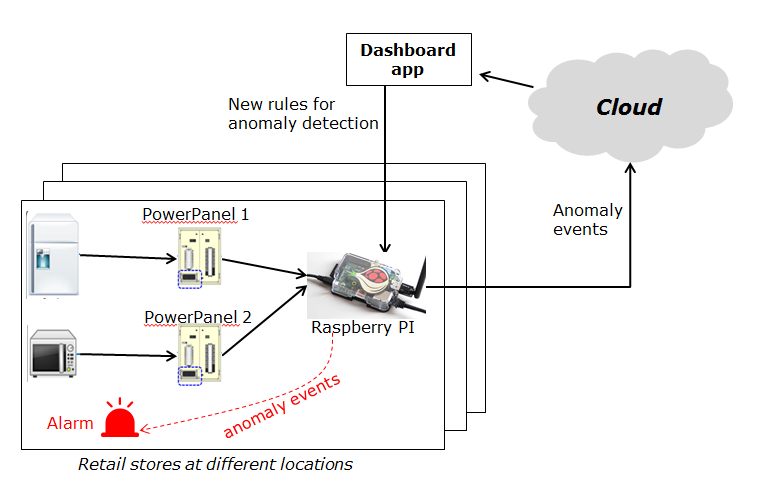 Dashboard
app
Cloud
New rules for
anomaly detection
Anomaly
events
PowerPanel 1
PowerPanel 2
Raspberry PI
anomaly events
Alarm
Retail stores at different locations